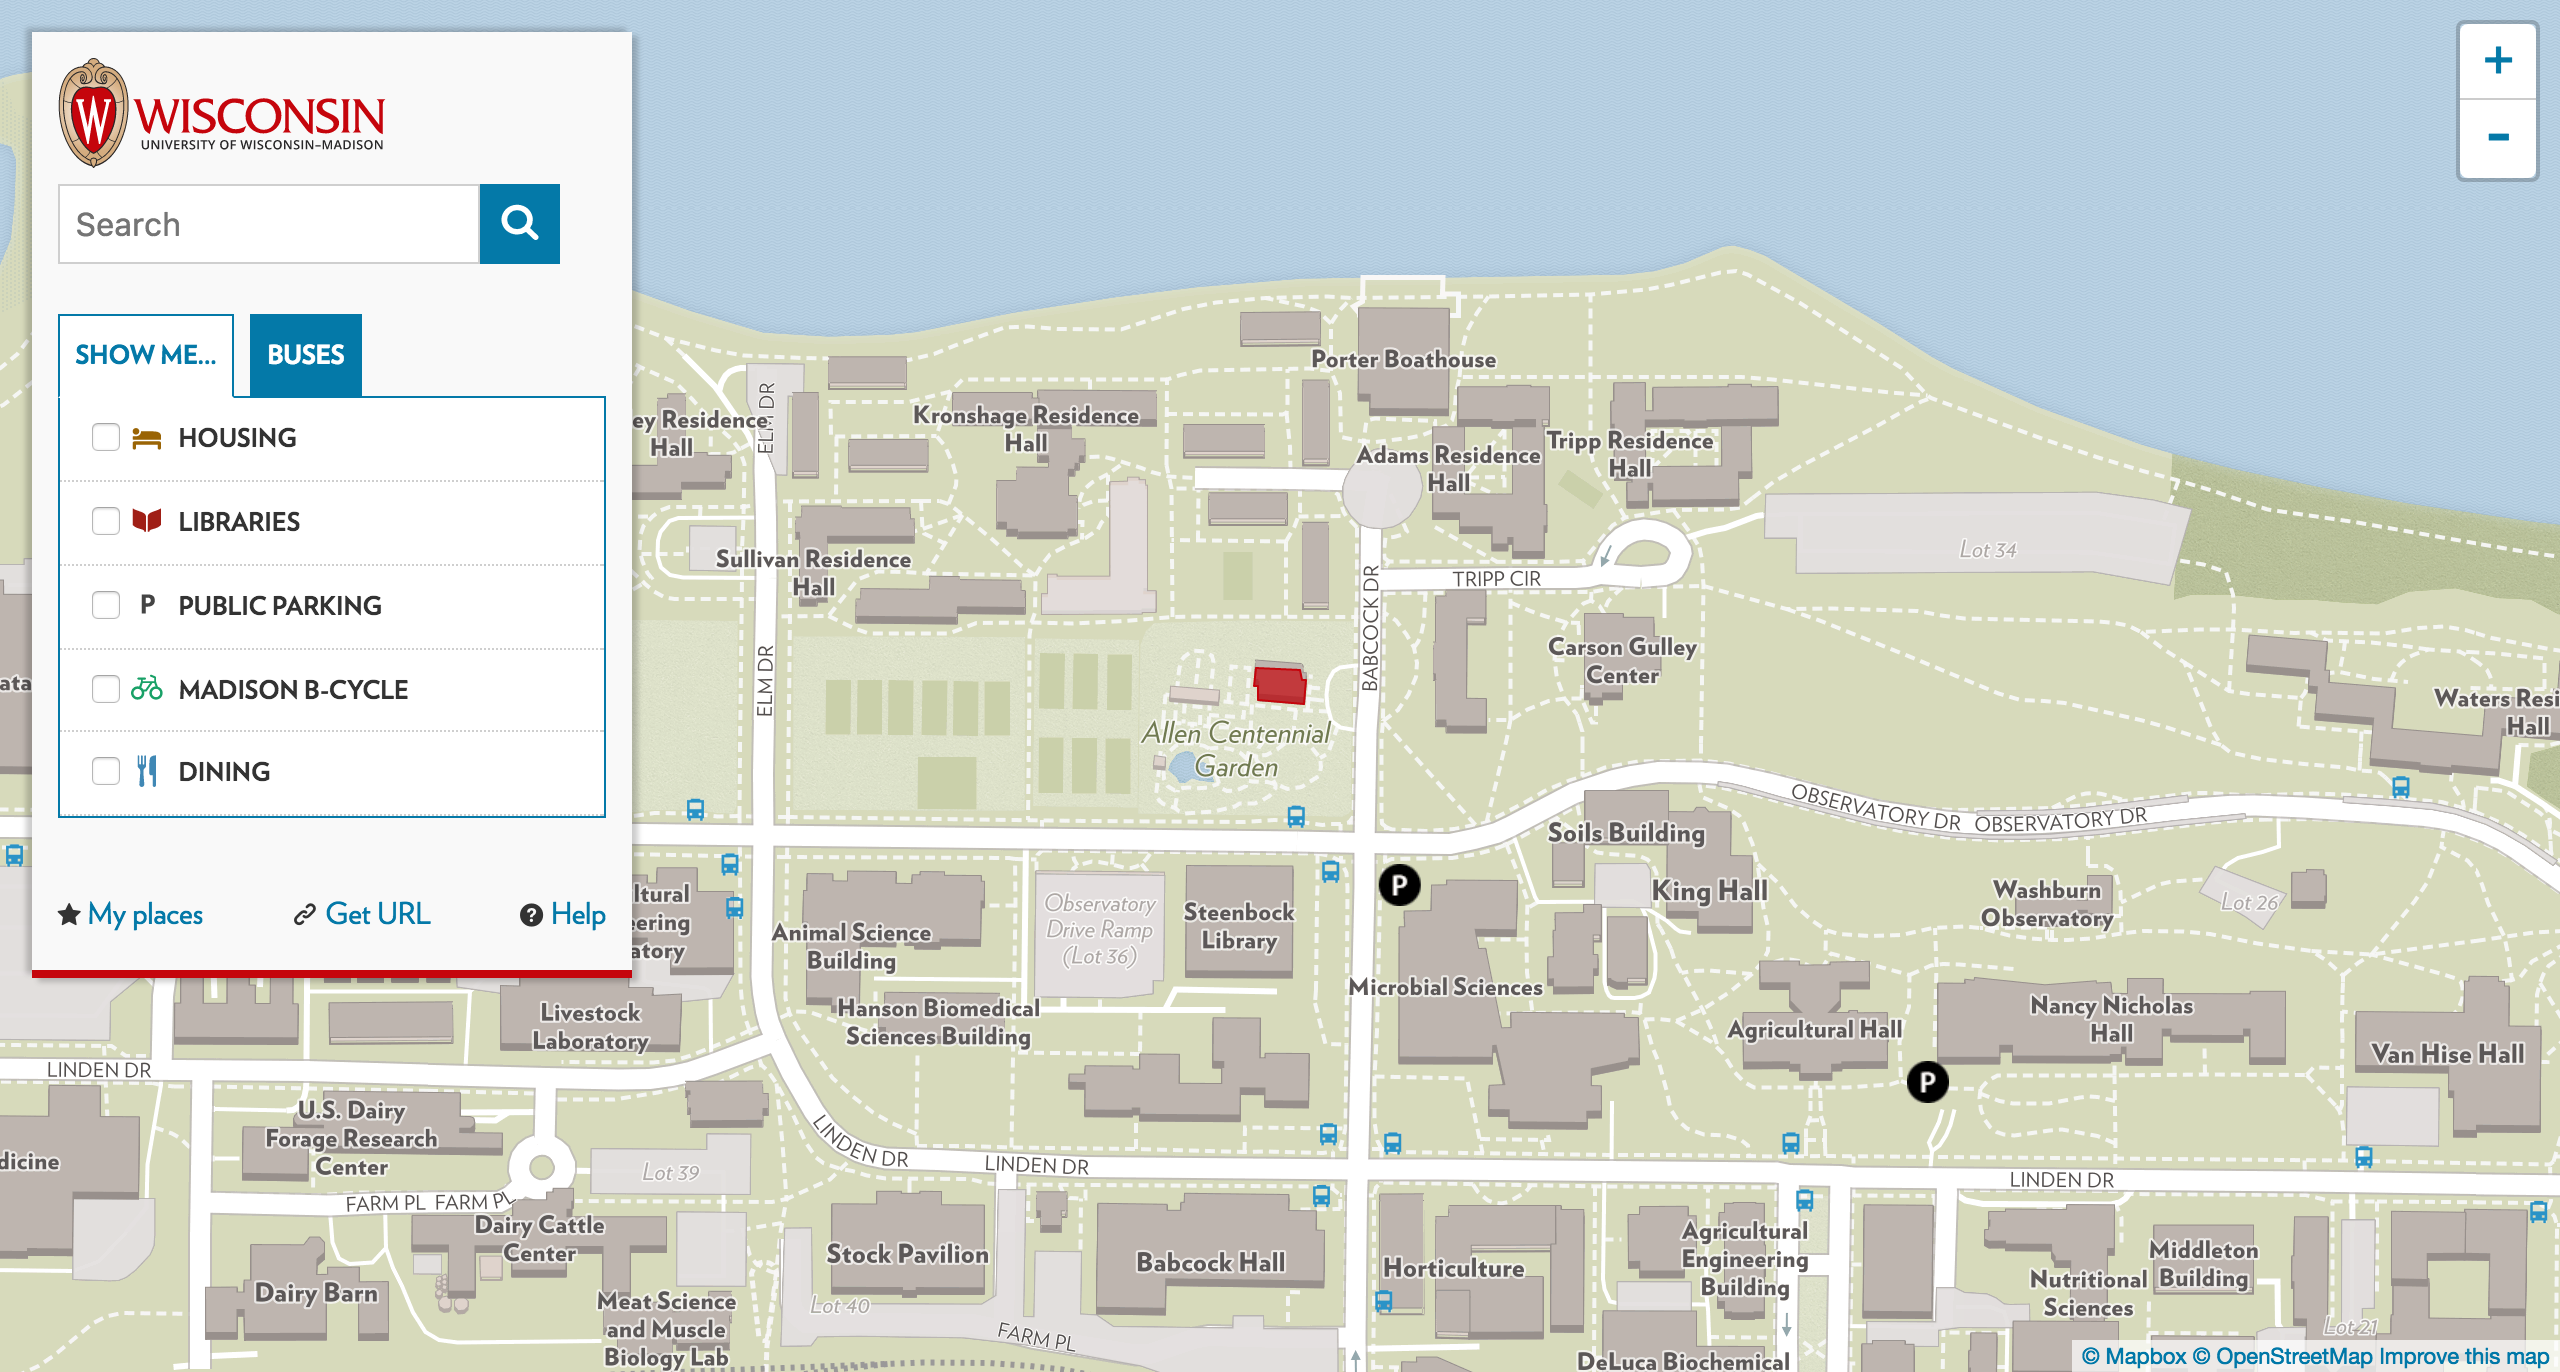 W
WISCONSIN
UNIVERSITY OF WISCONSIN–MADISON
Search
SHOW ME...
BUSES
HOUSING
LIBRARIES
P PUBLIC PARKING
MADISON B-CYCLE
DINING
My places
Get URL
? Help
+
−
Porter Boathouse
ELM DR
ey Residence
Hall
Kronshage Residence
Hall
Adams Residence
Hall
Tripp Residence
Hall
Sullivan Residence
Hall
Lot 34
TRIPP CIR
BABCOCK DR
Carson Gulley
Center
ELM DR
ata
Allen Centennial
Garden
Waters Resi
Hall
OBSERVATORY DR
OBSERVATORY DR
Soils Building
King Hall
P
Washburn
Observatory
Lot 26
ltural
eering
atory
Animal Science
Building
Observatory
Drive Ramp
(Lot 36)
Steenbock
Library
Microbial Sciences
Hanson Biomedical
Sciences Building
Livestock
Laboratory
Agricultural Hall
Nancy Nicholas
Hall
Van Hise Hall
P
LINDEN DR
U.S. Dairy
Forage Research
Center
dicine
LINDEN DR
LINDEN DR
Lot 39
LINDEN DR
FARM PL
FARM PL
Dairy Cattle
Center
Dairy Barn
Stock Pavilion
Babcock Hall
Horticulture
Agricultural
Engineering
Building
Nutritional
Sciences
Middleton
Building
Meat Science
and Muscle
Biology Lab
Lot 40
FARM PL
Lot 21
DeLuca Biochemical
© Mapbox © OpenStreetMap Improve this map